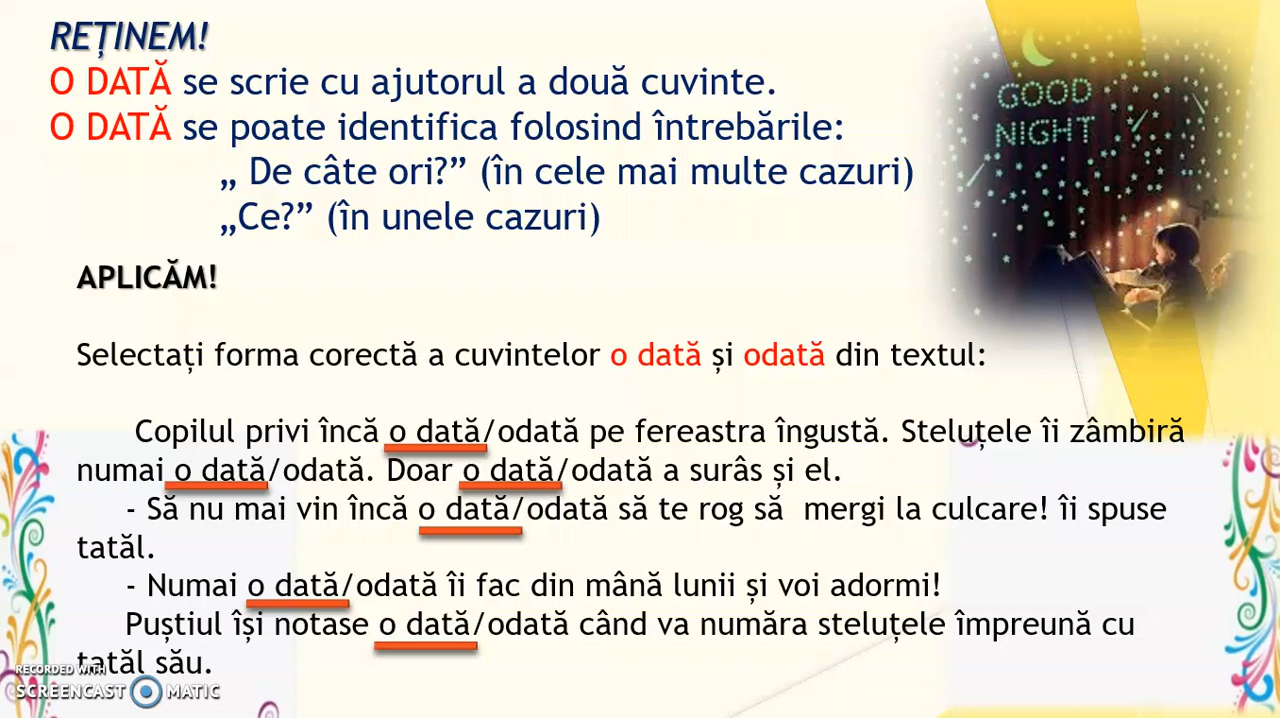 REȚINEM!
O DATĂ se scrie cu ajutorul a două cuvinte.
O DATĂ se poate identifica folosind întrebările:
„ De câte ori?” (în cele mai multe cazuri)
„Ce?” (în unele cazuri)
GOOD
NIGHT
APLICĂM!
Selectați forma corectă a cuvintelor o dată și odată din textul:
Copilul privi încă o dată/odată pe fereastra îngustă. Steluțele îi zâmbiră
numai o dată/odată. Doar o dată/odată a surâs și el.
- Să nu mai vin încă o dată/odată să te rog să  mergi la culcare! îi spuse
tatăl.
- Numai o dată/odată îi fac din mână lunii și voi adormi!
Puștiul își notase o dată/odată când va număra steluțele împreună cu
tatăl său.
RECORDED WITH
SCREENCAST MATIC